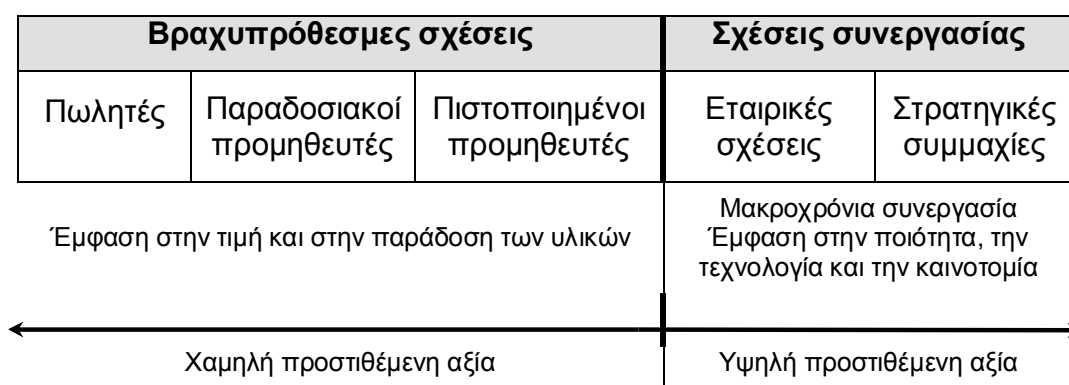 Βραχυπρόθεσμες σχέσεις
Σχέσεις συνεργασίας
Πωλητές
Παραδοσιακοί
προμηθευτές
Πιστοποιημένοι
προμηθευτές
Εταιρικές
σχέσεις
Στρατηγικές
συμμαχίες
Έμφαση στην τιμή και στην παράδοση των υλικών
Μακροχρόνια συνεργασία
Έμφαση στην ποιότητα, την
τεχνολογία και την καινοτομία
Χαμηλή προστιθέμενη αξία
Υψηλή προστιθέμενη αξία